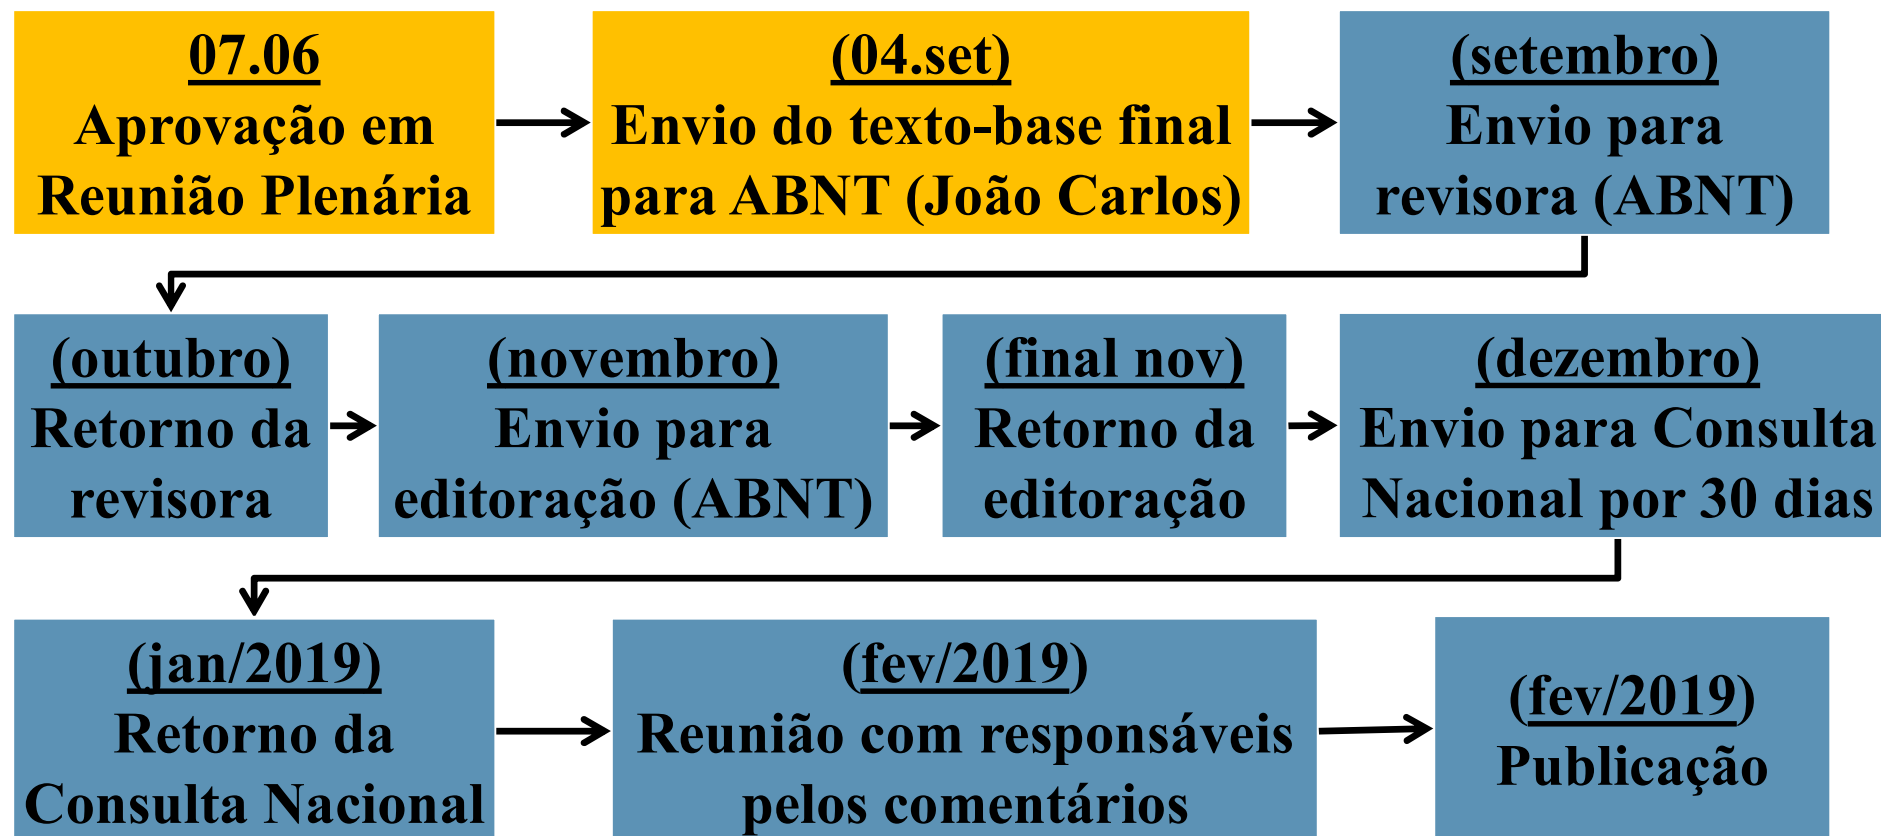 07.06
Aprovação em
Reunião Plenária
(04.set)
Envio do texto-base final
para ABNT (João Carlos)
(setembro)
Envio para
revisora (ABNT)
(outubro)
Retorno da
revisora
(novembro)
Envio para
editoração (ABNT)
(final nov)
Retorno da
editoração
(dezembro)
Envio para Consulta
Nacional por 30 dias
(jan/2019)
Retorno da
Consulta Nacional
(fev/2019)
Reunião com responsáveis
pelos comentários
(fev/2019)
Publicação